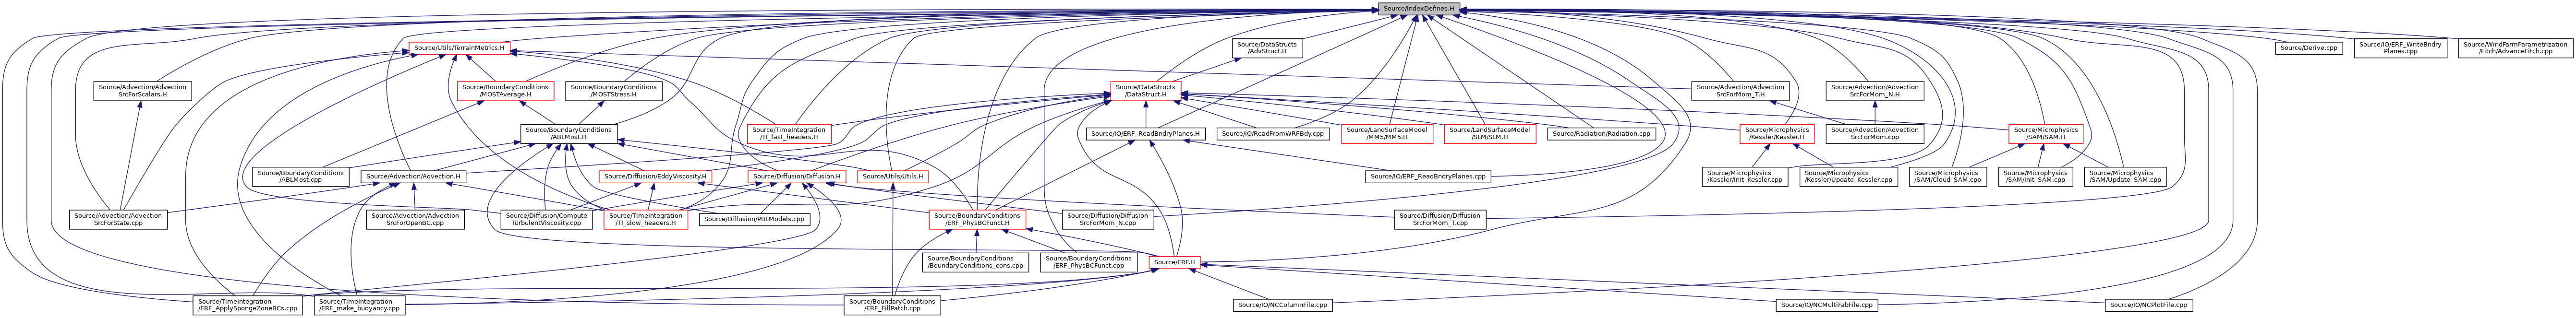 Source/IndexDefines.H
Source/Utils/TerrainMetrics.H
Source/DataStructs
/AdvStruct.H
Source/Derive.cpp
Source/IO/ERF_WriteBndry
Planes.cpp
Source/WindFarmParametrization
/Fitch/AdvanceFitch.cpp
Source/Advection/Advection
SrcForScalars.H
Source/BoundaryConditions
/MOSTAverage.H
Source/BoundaryConditions
/MOSTStress.H
Source/DataStructs
/DataStruct.H
Source/Advection/Advection
SrcForMom_T.H
Source/Advection/Advection
SrcForMom_N.H
Source/BoundaryConditions
/ABLMost.H
Source/TimeIntegration
/TI_fast_headers.H
Source/IO/ERF_ReadBndryPlanes.H
Source/IO/ReadFromWRFBdy.cpp
Source/LandSurfaceModel
/MM5/MM5.H
Source/LandSurfaceModel
/SLM/SLM.H
Source/Radiation/Radiation.cpp
Source/Microphysics
/Kessler/Kessler.H
Source/Advection/Advection
SrcForMom.cpp
Source/Microphysics
/SAM/SAM.H
Source/BoundaryConditions
/ABLMost.cpp
Source/Advection/Advection.H
Source/Diffusion/EddyViscosity.H
Source/Diffusion/Diffusion.H
Source/Utils/Utils.H
Source/IO/ERF_ReadBndryPlanes.cpp
Source/Microphysics
/Kessler/Init_Kessler.cpp
Source/Microphysics
/Kessler/Update_Kessler.cpp
Source/Microphysics
/SAM/Cloud_SAM.cpp
Source/Microphysics
/SAM/Init_SAM.cpp
Source/Microphysics
/SAM/Update_SAM.cpp
Source/Advection/Advection
SrcForState.cpp
Source/Advection/Advection
SrcForOpenBC.cpp
Source/Diffusion/Compute
TurbulentViscosity.cpp
Source/TimeIntegration
/TI_slow_headers.H
Source/Diffusion/PBLModels.cpp
Source/BoundaryConditions
/ERF_PhysBCFunct.H
Source/Diffusion/Diffusion
SrcForMom_N.cpp
Source/Diffusion/Diffusion
SrcForMom_T.cpp
Source/BoundaryConditions
/BoundaryConditions_cons.cpp
Source/BoundaryConditions
/ERF_PhysBCFunct.cpp
Source/ERF.H
Source/TimeIntegration
/ERF_ApplySpongeZoneBCs.cpp
Source/TimeIntegration
/ERF_make_buoyancy.cpp
Source/BoundaryConditions
/ERF_FillPatch.cpp
Source/IO/NCColumnFile.cpp
Source/IO/NCMultiFabFile.cpp
Source/IO/NCPlotFile.cpp